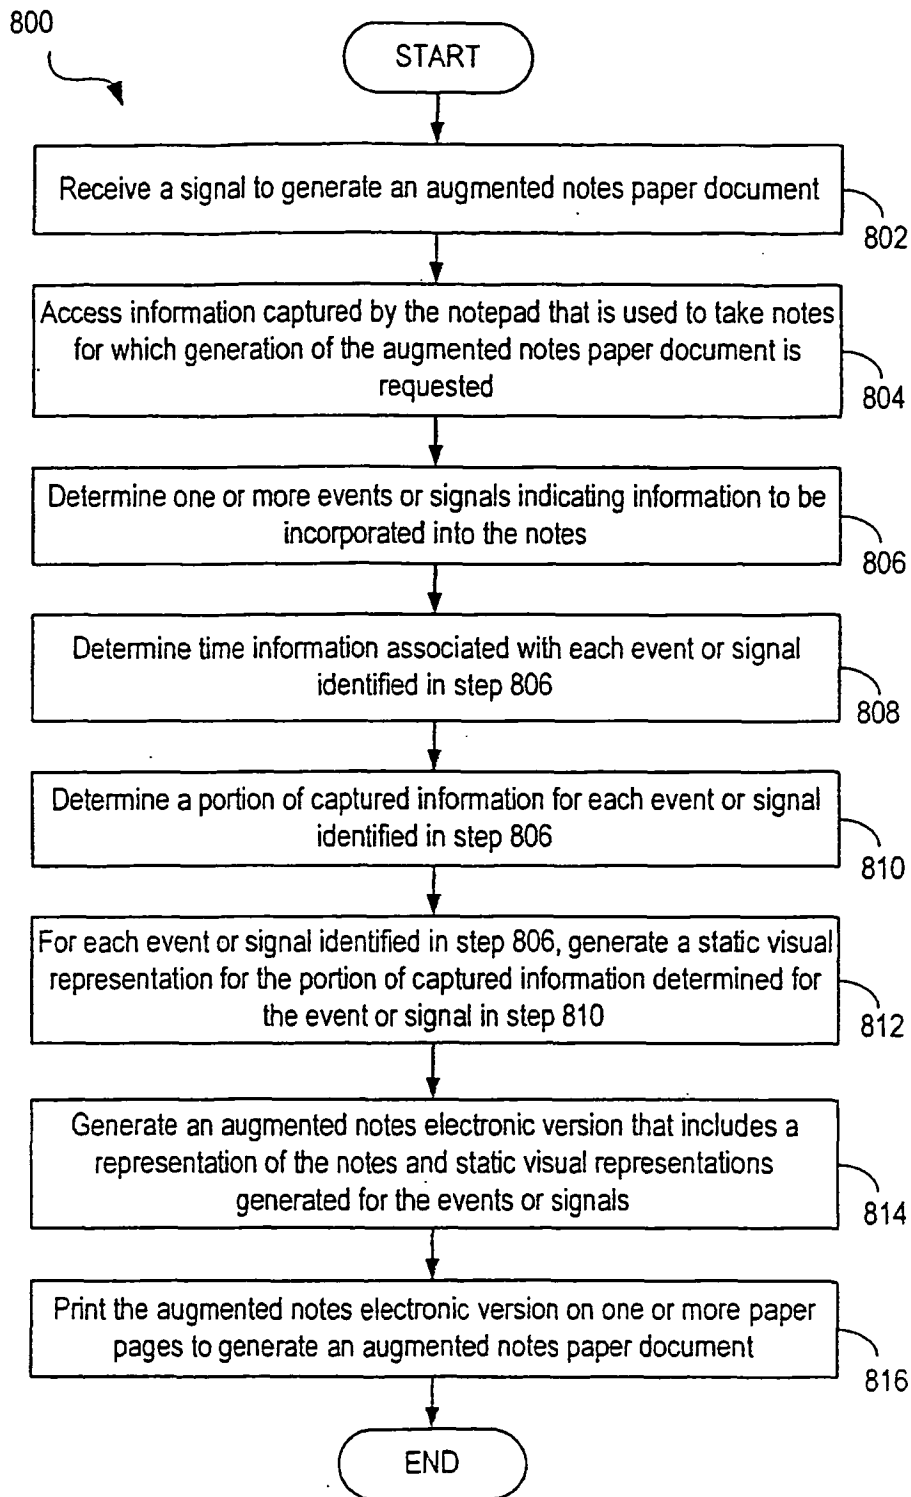 800
START
Receive a signal to generate an augmented notes paper document
802
Access information captured by the notepad that is used to take notes
for which generation of the augmented notes paper document is
requested
804
Determine one or more events or signals indicating information to be
incorporated into the notes
806
Determine time information associated with each event or signal
identified in step 806
808
Determine a portion of captured information for each event or signal
identified in step 806
810
For each event or signal identified in step 806, generate a static visual
representation for the portion of captured information determined for
the event or signal in step 810
812
Generate an augmented notes electronic version that includes a
representation of the notes and static visual representations
generated for the events or signals
814
Print the augmented notes electronic version on one or more paper
pages to generate an augmented notes paper document
816
END